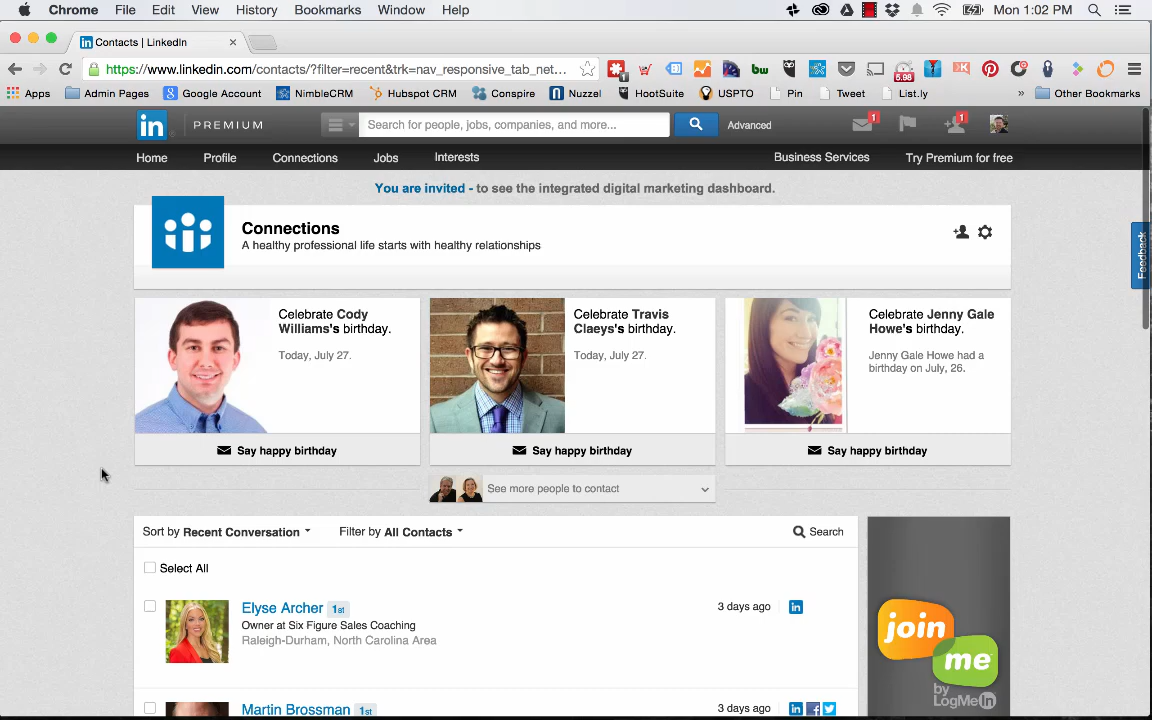 Chrome File Edit View History Bookmarks Window Help Mon 1:02 PM
Contacts | LinkedIn
https://www.linkedin.com/contacts/?filter=recent&trk=nav_responsive_tab_net...
1
5.98
Apps Admin Pages Google Account NimbleCRM Hubspot CRM Conspire Nuzzel HootSuite USPTO Pin Tweet List.ly » Other Bookmarks
in PREMIUM Search for people, jobs, companies, and more... Advanced 1 1
Home Profile Connections Jobs Interests Business Services Try Premium for free
You are invited - to see the integrated digital marketing dashboard.
Connections
A healthy professional life starts with healthy relationships
Feedback
Celebrate Cody
Williams's birthday.
Today, July 27.
Say happy birthday
Celebrate Travis
Claeys's birthday.
Today, July 27.
Say happy birthday
Celebrate Jenny Gale
Howe's birthday.
Jenny Gale Howe had a
birthday on July, 26.
Say happy birthday
See more people to contact
Sort by Recent Conversation Filter by All Contacts Search
Select All
Elyse Archer 1st 3 days ago in
Owner at Six Figure Sales Coaching
Raleigh-Durham, North Carolina Area
Martin Brossman 1st 3 days ago in
join
me
by
LogMeIn